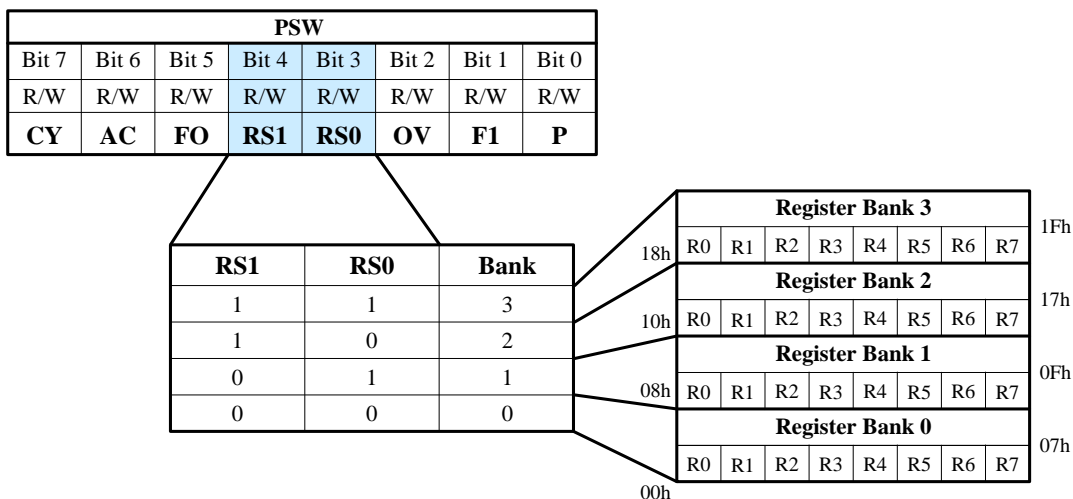 PSW
Bit 7 Bit 6 Bit 5 Bit 4 Bit 3 Bit 2 Bit 1 Bit 0
R/W R/W R/W R/W R/W R/W R/W R/W
CY AC FO RS1 RS0 OV F1 P
RS1 RS0 Bank
1 1 3
1 0 2
0 1 1
0 0 0
Register Bank 3
1Fh
18h R0 R1 R2 R3 R4 R5 R6 R7
Register Bank 2
17h
10h R0 R1 R2 R3 R4 R5 R6 R7
Register Bank 1
0Fh
08h R0 R1 R2 R3 R4 R5 R6 R7
Register Bank 0
07h
R0 R1 R2 R3 R4 R5 R6 R7
00h